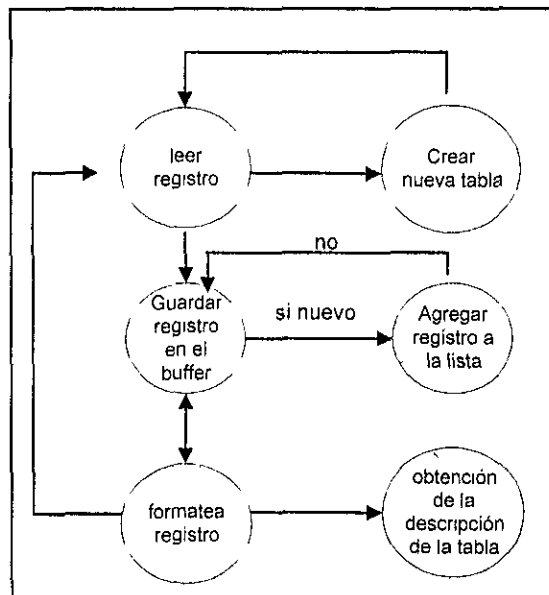 leer
registro
Crear
nueva tabla
no
Guardar
registro
en el
buffer
si nuevo
Agregar
registro a
la lista
formatea
registro
obtención
de la
descripción
de la tabla